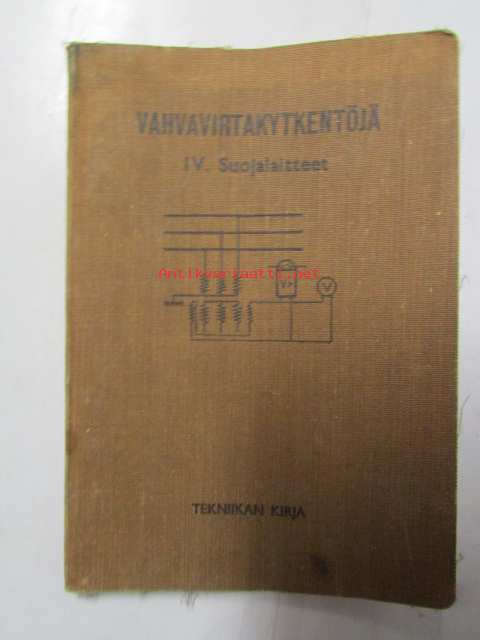 VAHVAVIRTAKYTKENTÖJÄ
IV. Suojalaitteet
Antikvariaatti.net
V
TEKNIIKAN KIRJA